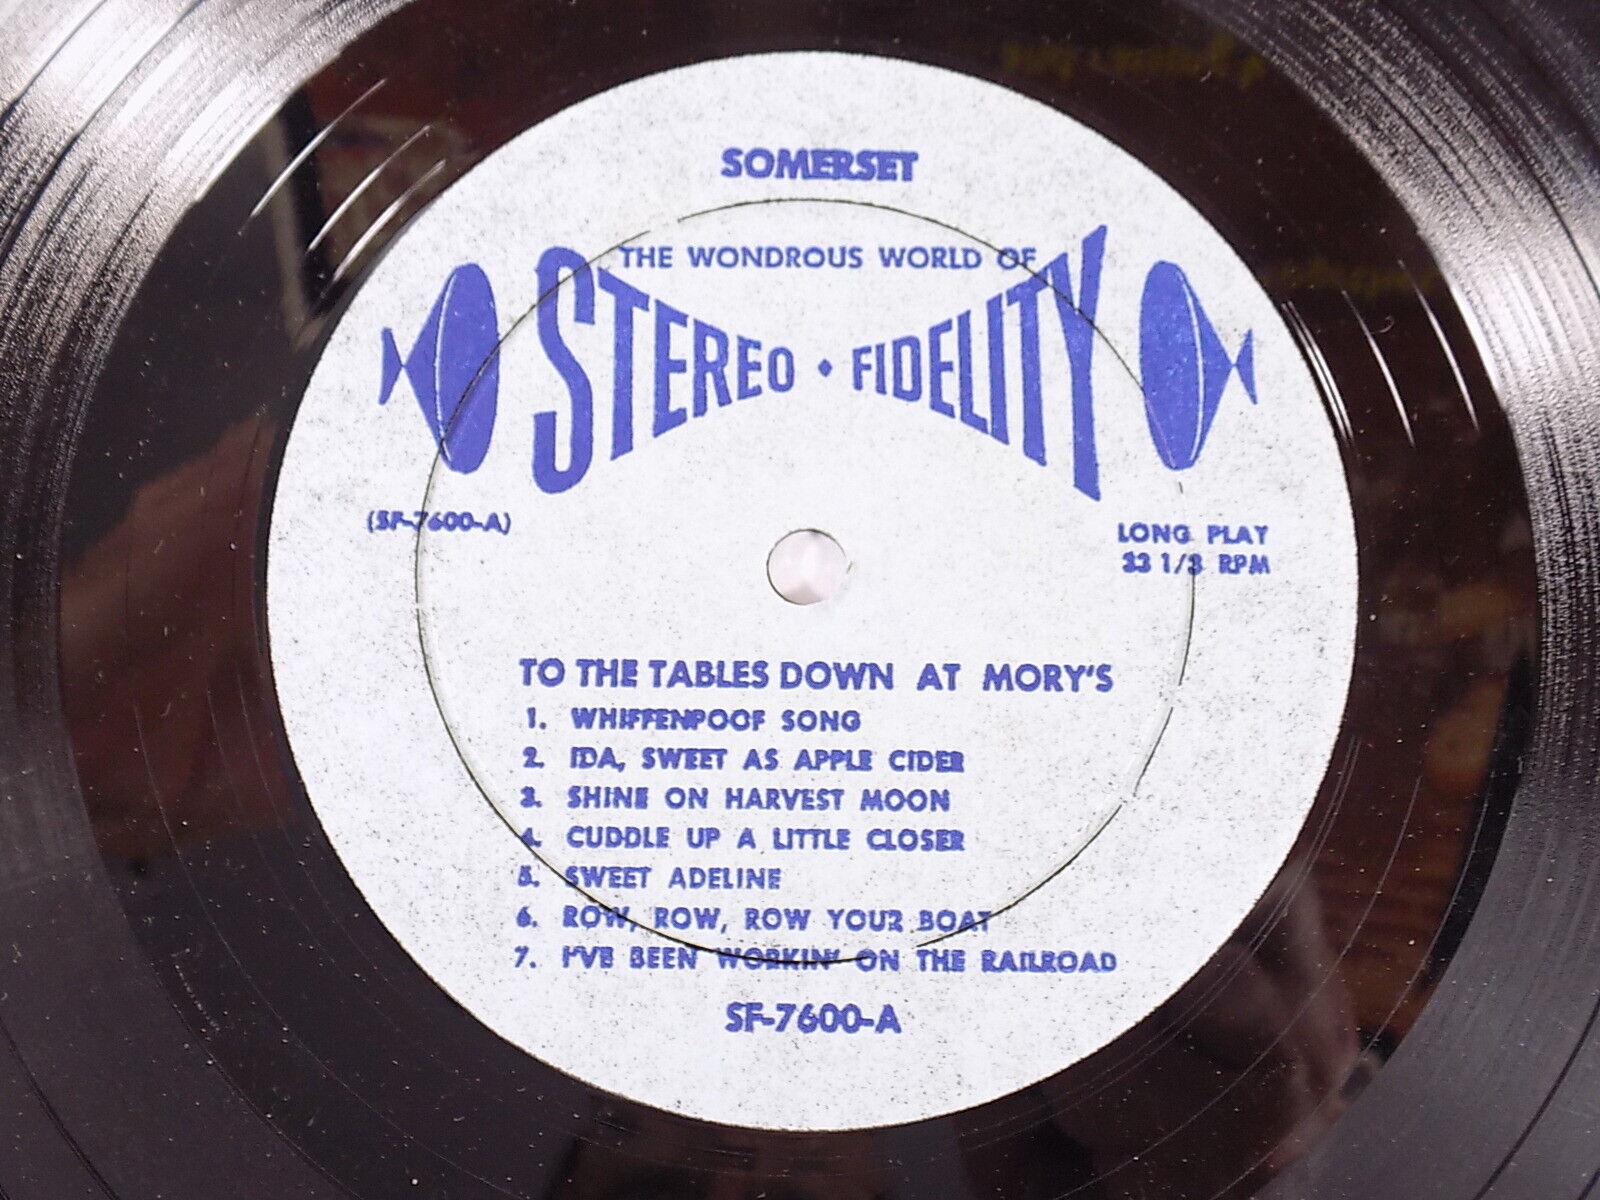 SOMERSET
THE WONDROUS WORLD OF
STEREO • FIDELITY
(SF-7600-A)
LONG PLAY
33 1/3 RPM
TO THE TABLES DOWN AT MORY'S
1. WHIFFENPOOF SONG
2. IDA, SWEET AS APPLE CIDER
3. SHINE ON HARVEST MOON
4. CUDDLE UP A LITTLE CLOSER
5. SWEET ADELINE
6. ROW, ROW, ROW YOUR BOAT
7. I'VE BEEN WORKIN' ON THE RAILROAD
SF-7600-A